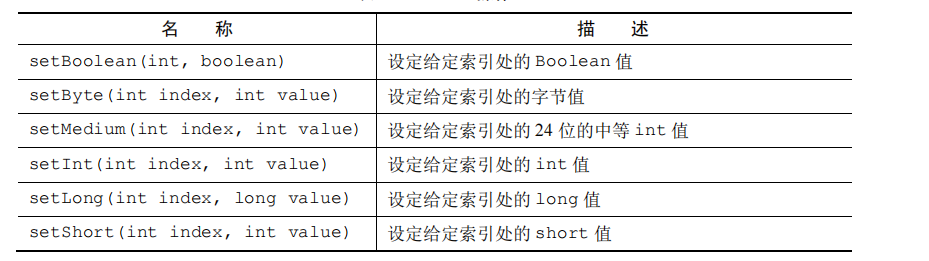 名 称 描 述
setBoolean(int, boolean) 设定给定索引处的 Boolean 值
setByte(int index, int value) 设定给定索引处的字节值
setMedium(int index, int value) 设定给定索引处的 24 位的中等 int 值
setInt(int index, int value) 设定给定索引处的 int 值
setLong(int index, long value) 设定给定索引处的 long 值
setShort(int index, int value) 设定给定索引处的 short 值